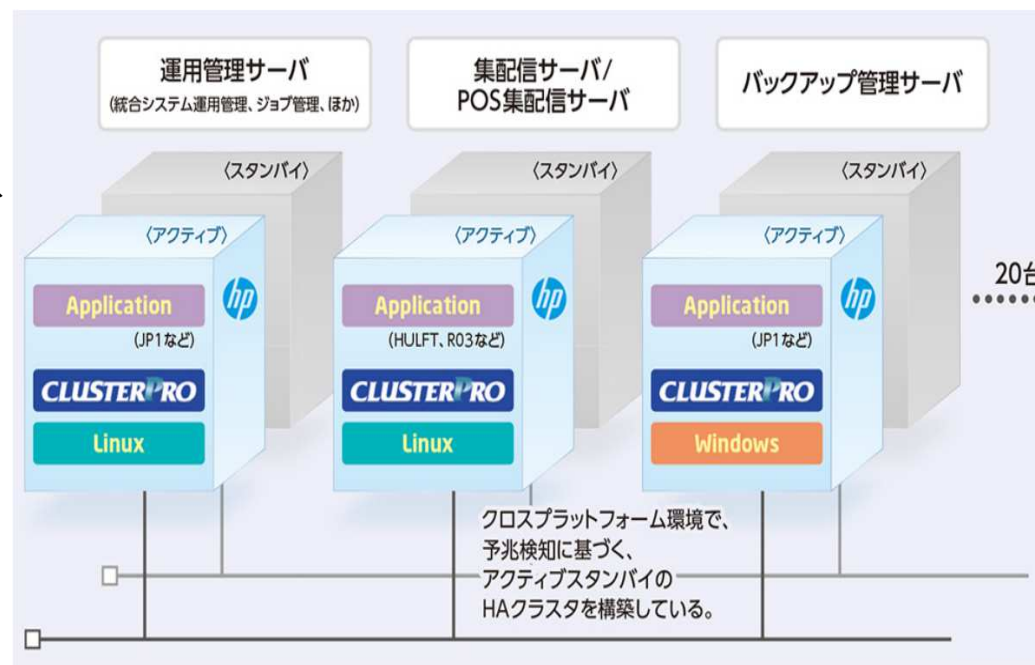 運用管理サーバ
(統合システム運用管理、ジョブ管理、ほか)
集配信サーバ/
POS集配信サーバ
バックアップ管理サーバ
〈スタンバイ〉
〈アクティブ〉
hp
Application
(JP1など)
CLUSTERPRO
Linux
〈スタンバイ〉
〈アクティブ〉
hp
Application
(HULFT、R03など)
CLUSTERPRO
Linux
〈スタンバイ〉
〈アクティブ〉
hp
Application
(JP1など)
CLUSTERPRO
Windows
20台
クロスプラットフォーム環境で、
予兆検知に基づく、
アクティブスタンバイの
HAクラスタを構築している。